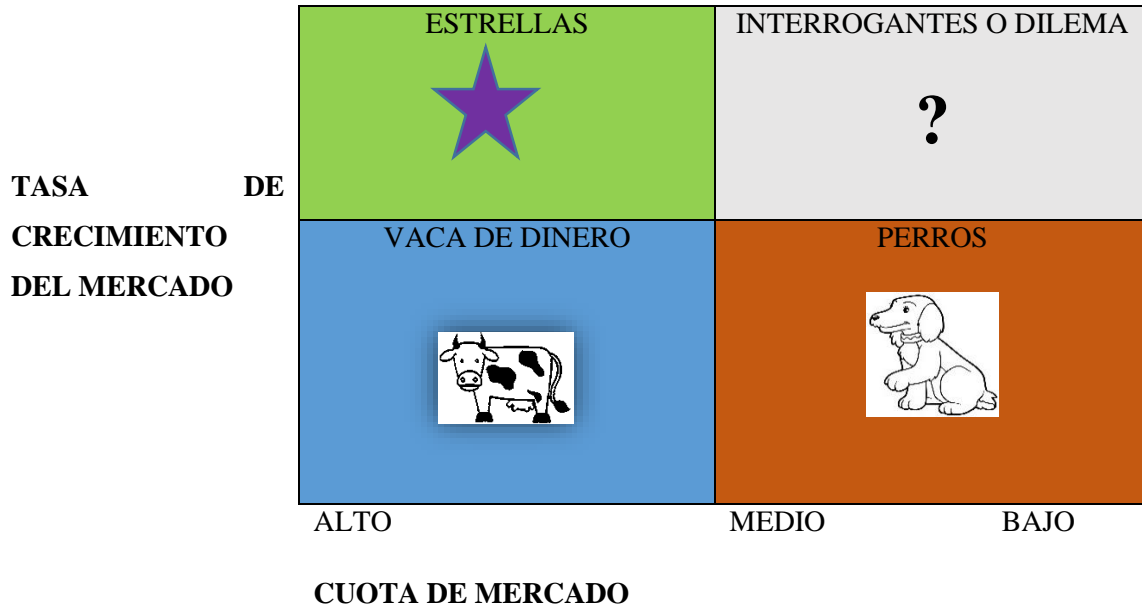 ESTRELLAS
INTERROGANTES O DILEMA
?
TASA DE
CRECIMIENTO
DEL MERCADO
VACA DE DINERO
PERROS
ALTO
MEDIO
BAJO
CUOTA DE MERCADO